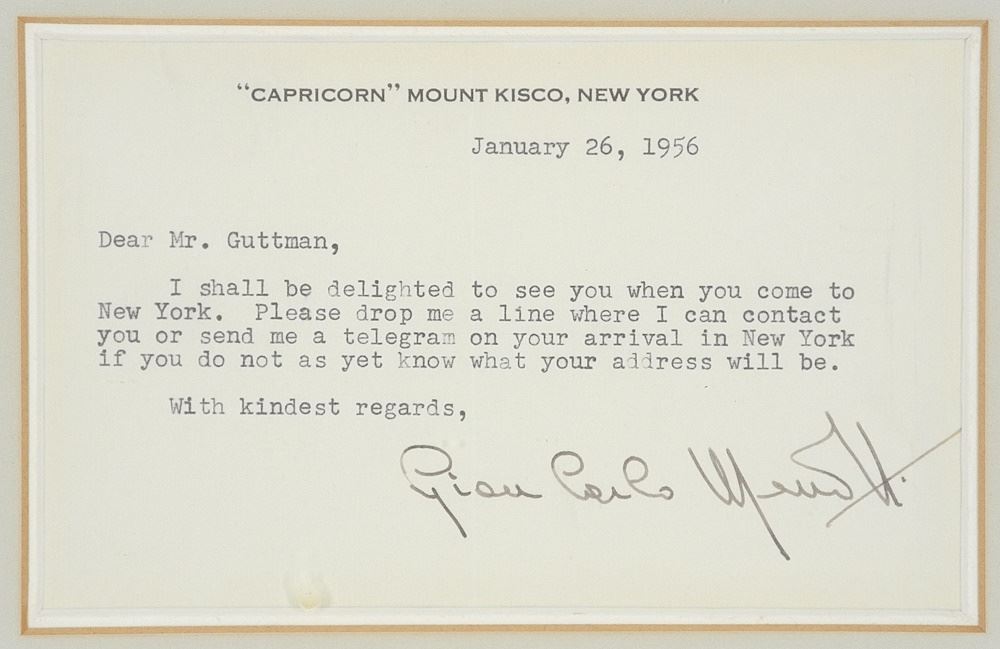 “CAPRICORN” MOUNT KISCO, NEW YORK
January 26, 1956
Dear Mr. Guttman,
I shall be delighted to see you when you come to
New York. Please drop me a line where I can contact
you or send me a telegram on your arrival in New York
if you do not as yet know what your address will be.
With kindest regards,
Gian Carlo Menotti